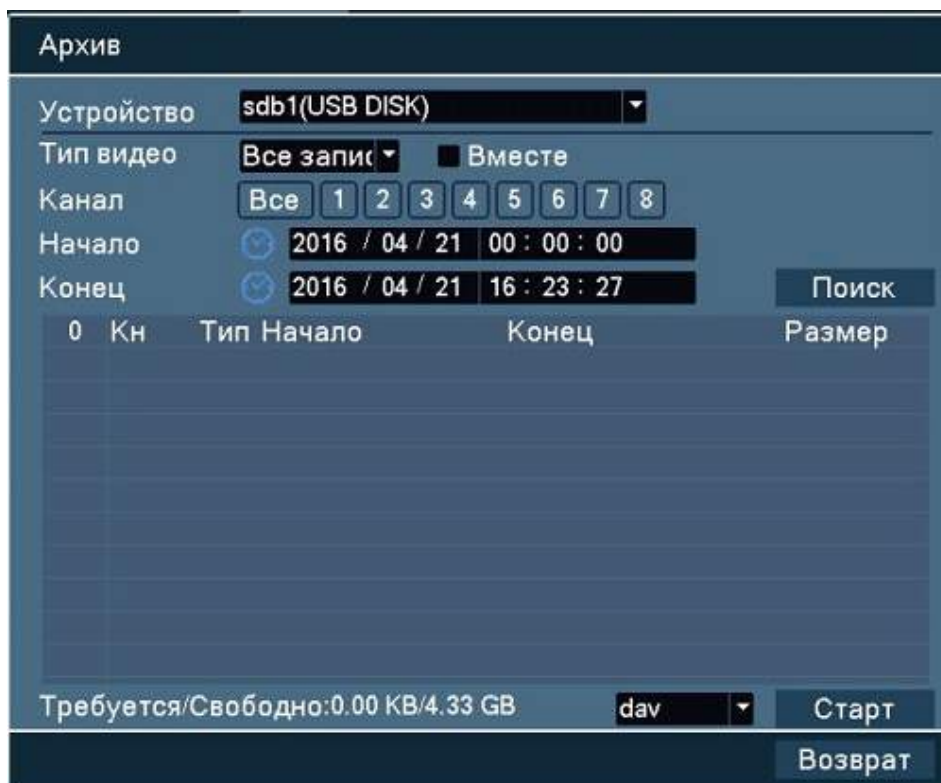 Архив
Устройство sdb1(USB DISK)
Тип видео Все запис Вместе
Канал Все 1 2 3 4 5 6 7 8
Начало 2016 / 04 / 21 00 : 00 : 00
Конец 2016 / 04 / 21 16 : 23 : 27 Поиск
0 Кн Тип Начало Конец Размер
Требуется/Свободно:0.00 KB/4.33 GB dav Старт
Возврат